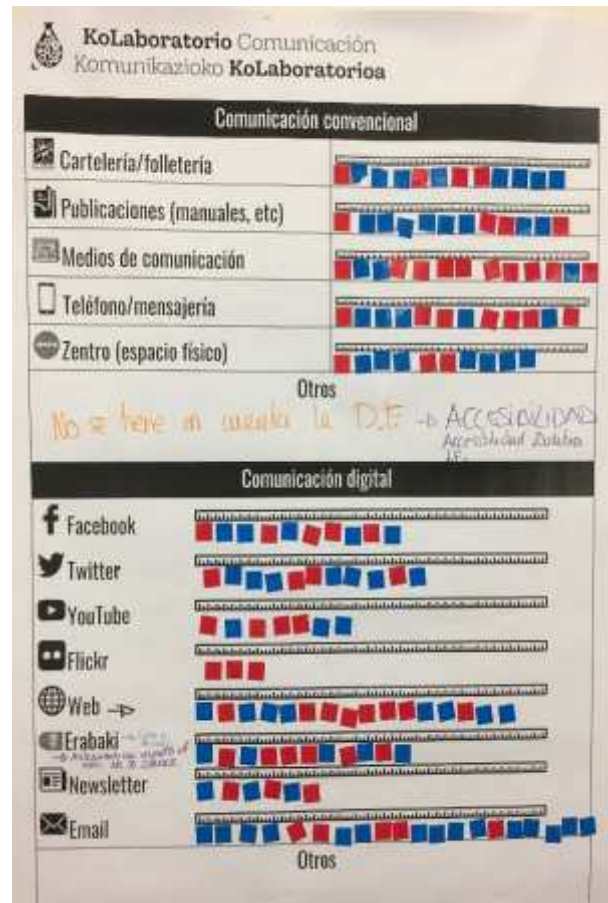 KoLaboratorio Comunicación
Komunikazioko KoLaboratorioa
Comunicación convencional
Cartelería/folletería
Publicaciones (manuales, etc)
Medios de comunicación
Teléfono/mensajería
Zentro (espacio físico)
Otros
No se tiene en cuenta la D.F → ACCESIBILIDAD
Accesibilidad
Comunicación digital
Facebook
Twitter
YouTube
Flickr
Web →
Erabaki
Newsletter
Email
Otros